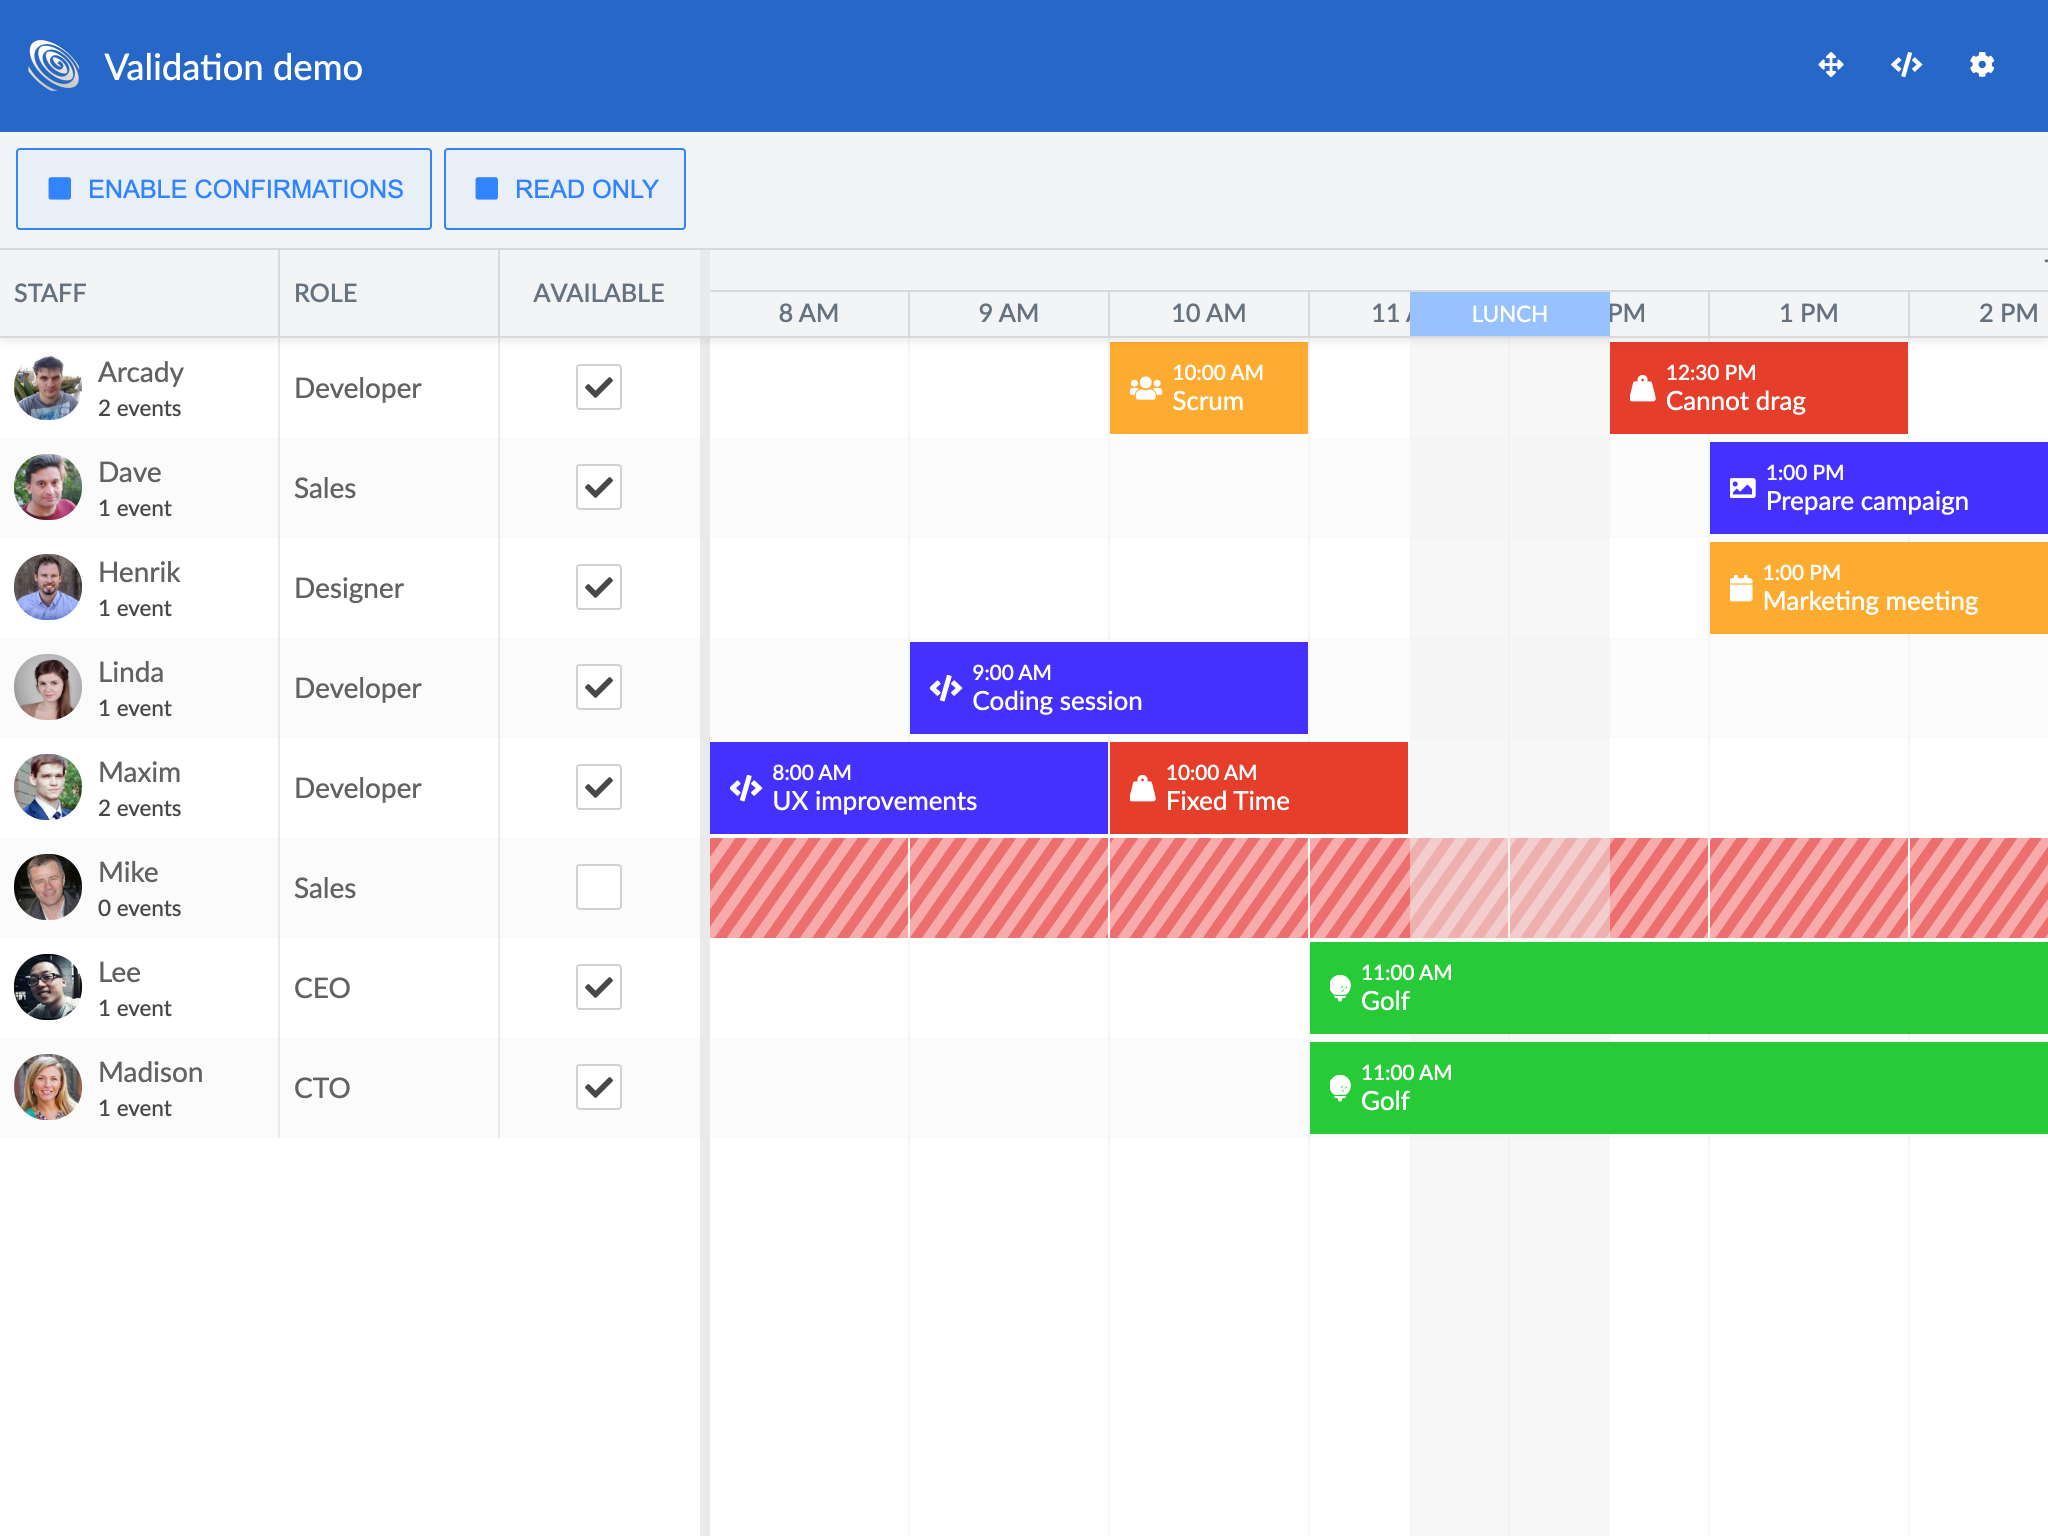 Validation demo
ENABLE CONFIRMATIONS
READ ONLY
STAFF
ROLE
AVAILABLE
8 AM
9 AM
10 AM
11
LUNCH
PM
1 PM
2 PM
Arcady
2 events
Developer
10:00 AM
Scrum
12:30 PM
Cannot drag
Dave
1 event
Sales
1:00 PM
Prepare campaign
Henrik
1 event
Designer
1:00 PM
Marketing meeting
Linda
1 event
Developer
9:00 AM
Coding session
Maxim
2 events
Developer
8:00 AM
UX improvements
10:00 AM
Fixed Time
Mike
0 events
Sales
Lee
1 event
CEO
11:00 AM
Golf
Madison
1 event
CTO
11:00 AM
Golf